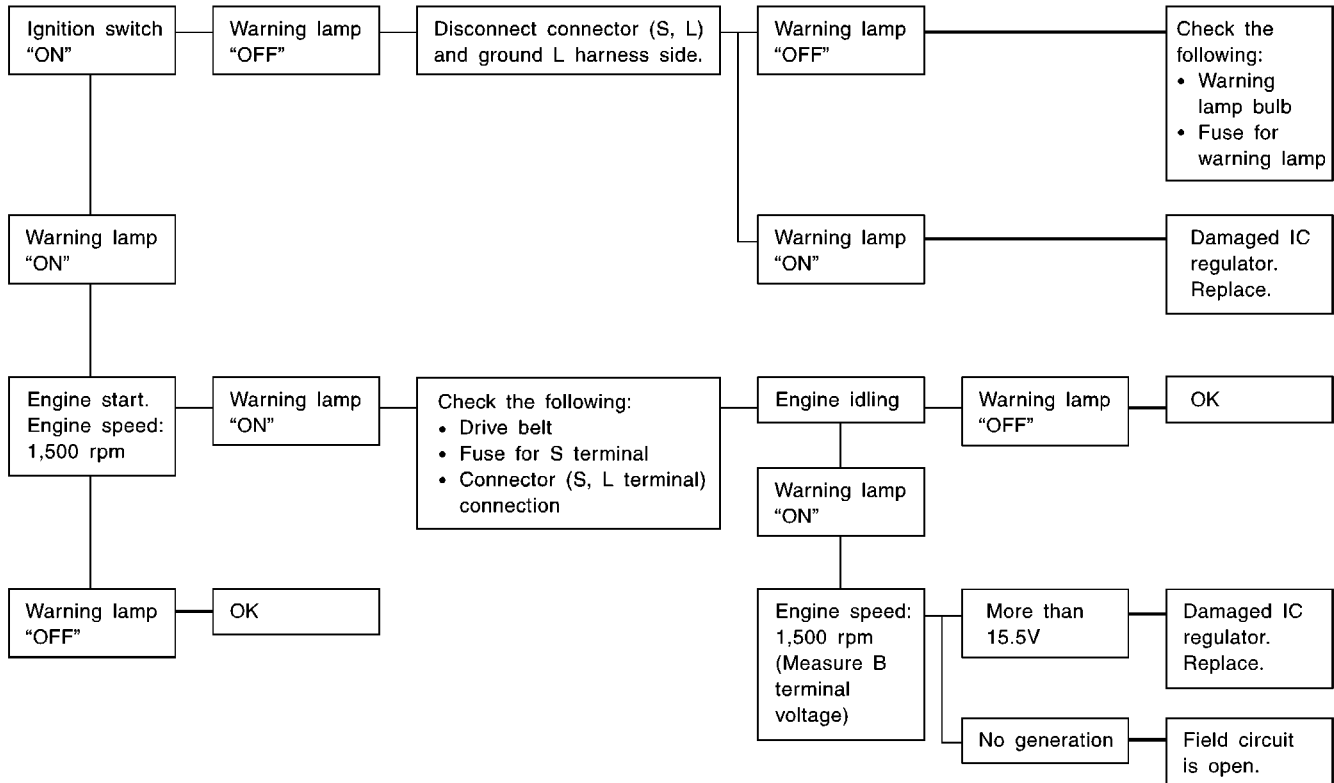 Ignition switch
“ON”
Warning lamp
“OFF”
Disconnect connector (S, L)
and ground L harness side.
Warning lamp
“OFF”
Check the
following:
• Warning
lamp bulb
• Fuse for
warning lamp
Warning lamp
“ON”
Warning lamp
“ON”
Damaged IC
regulator.
Replace.
Engine start.
Engine speed:
1,500 rpm
Warning lamp
“ON”
Check the following:
• Drive belt
• Fuse for S terminal
• Connector (S, L terminal)
connection
Engine idling
Warning lamp
“OFF”
OK
Warning lamp
“ON”
Warning lamp
“OFF”
OK
Engine speed:
1,500 rpm
(Measure B
terminal
voltage)
More than
15.5V
Damaged IC
regulator.
Replace.
No generation
Field circuit
is open.